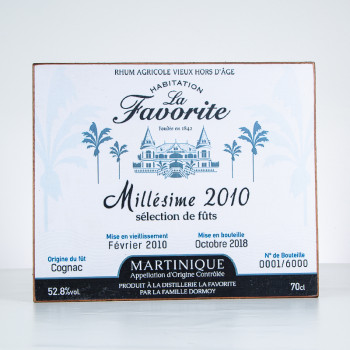 RHUM AGRICOLE VIEUX HORS D'ÂGE
HABITATION
La
Favorite
fondée en 1842
Millésime 2010
sélection de fûts
Mise en vieillissement
Février 2010
Mise en bouteille
Octobre 2018
Origine du fût
Cognac
N° de Bouteille
0001/6000
MARTINIQUE
Appellation d'Origine Contrôlée
52.8%vol.
PRODUIT À LA DISTILLERIE LA FAVORITE
PAR LA FAMILLE DORMOY
70cl